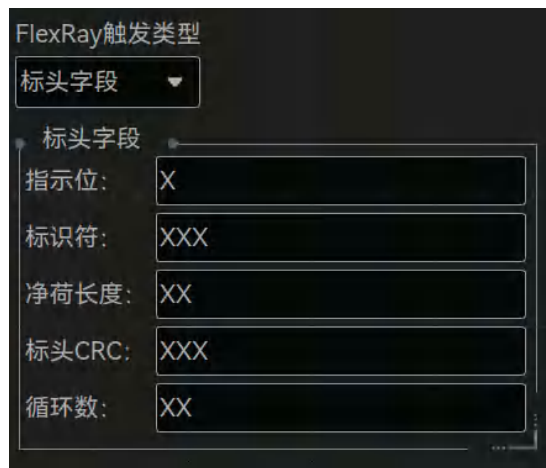 FlexRay触发类型
标头字段
标头字段
指示位: X
标识符: XXX
净荷长度: XX
标头CRC: XXX
循环数: XX